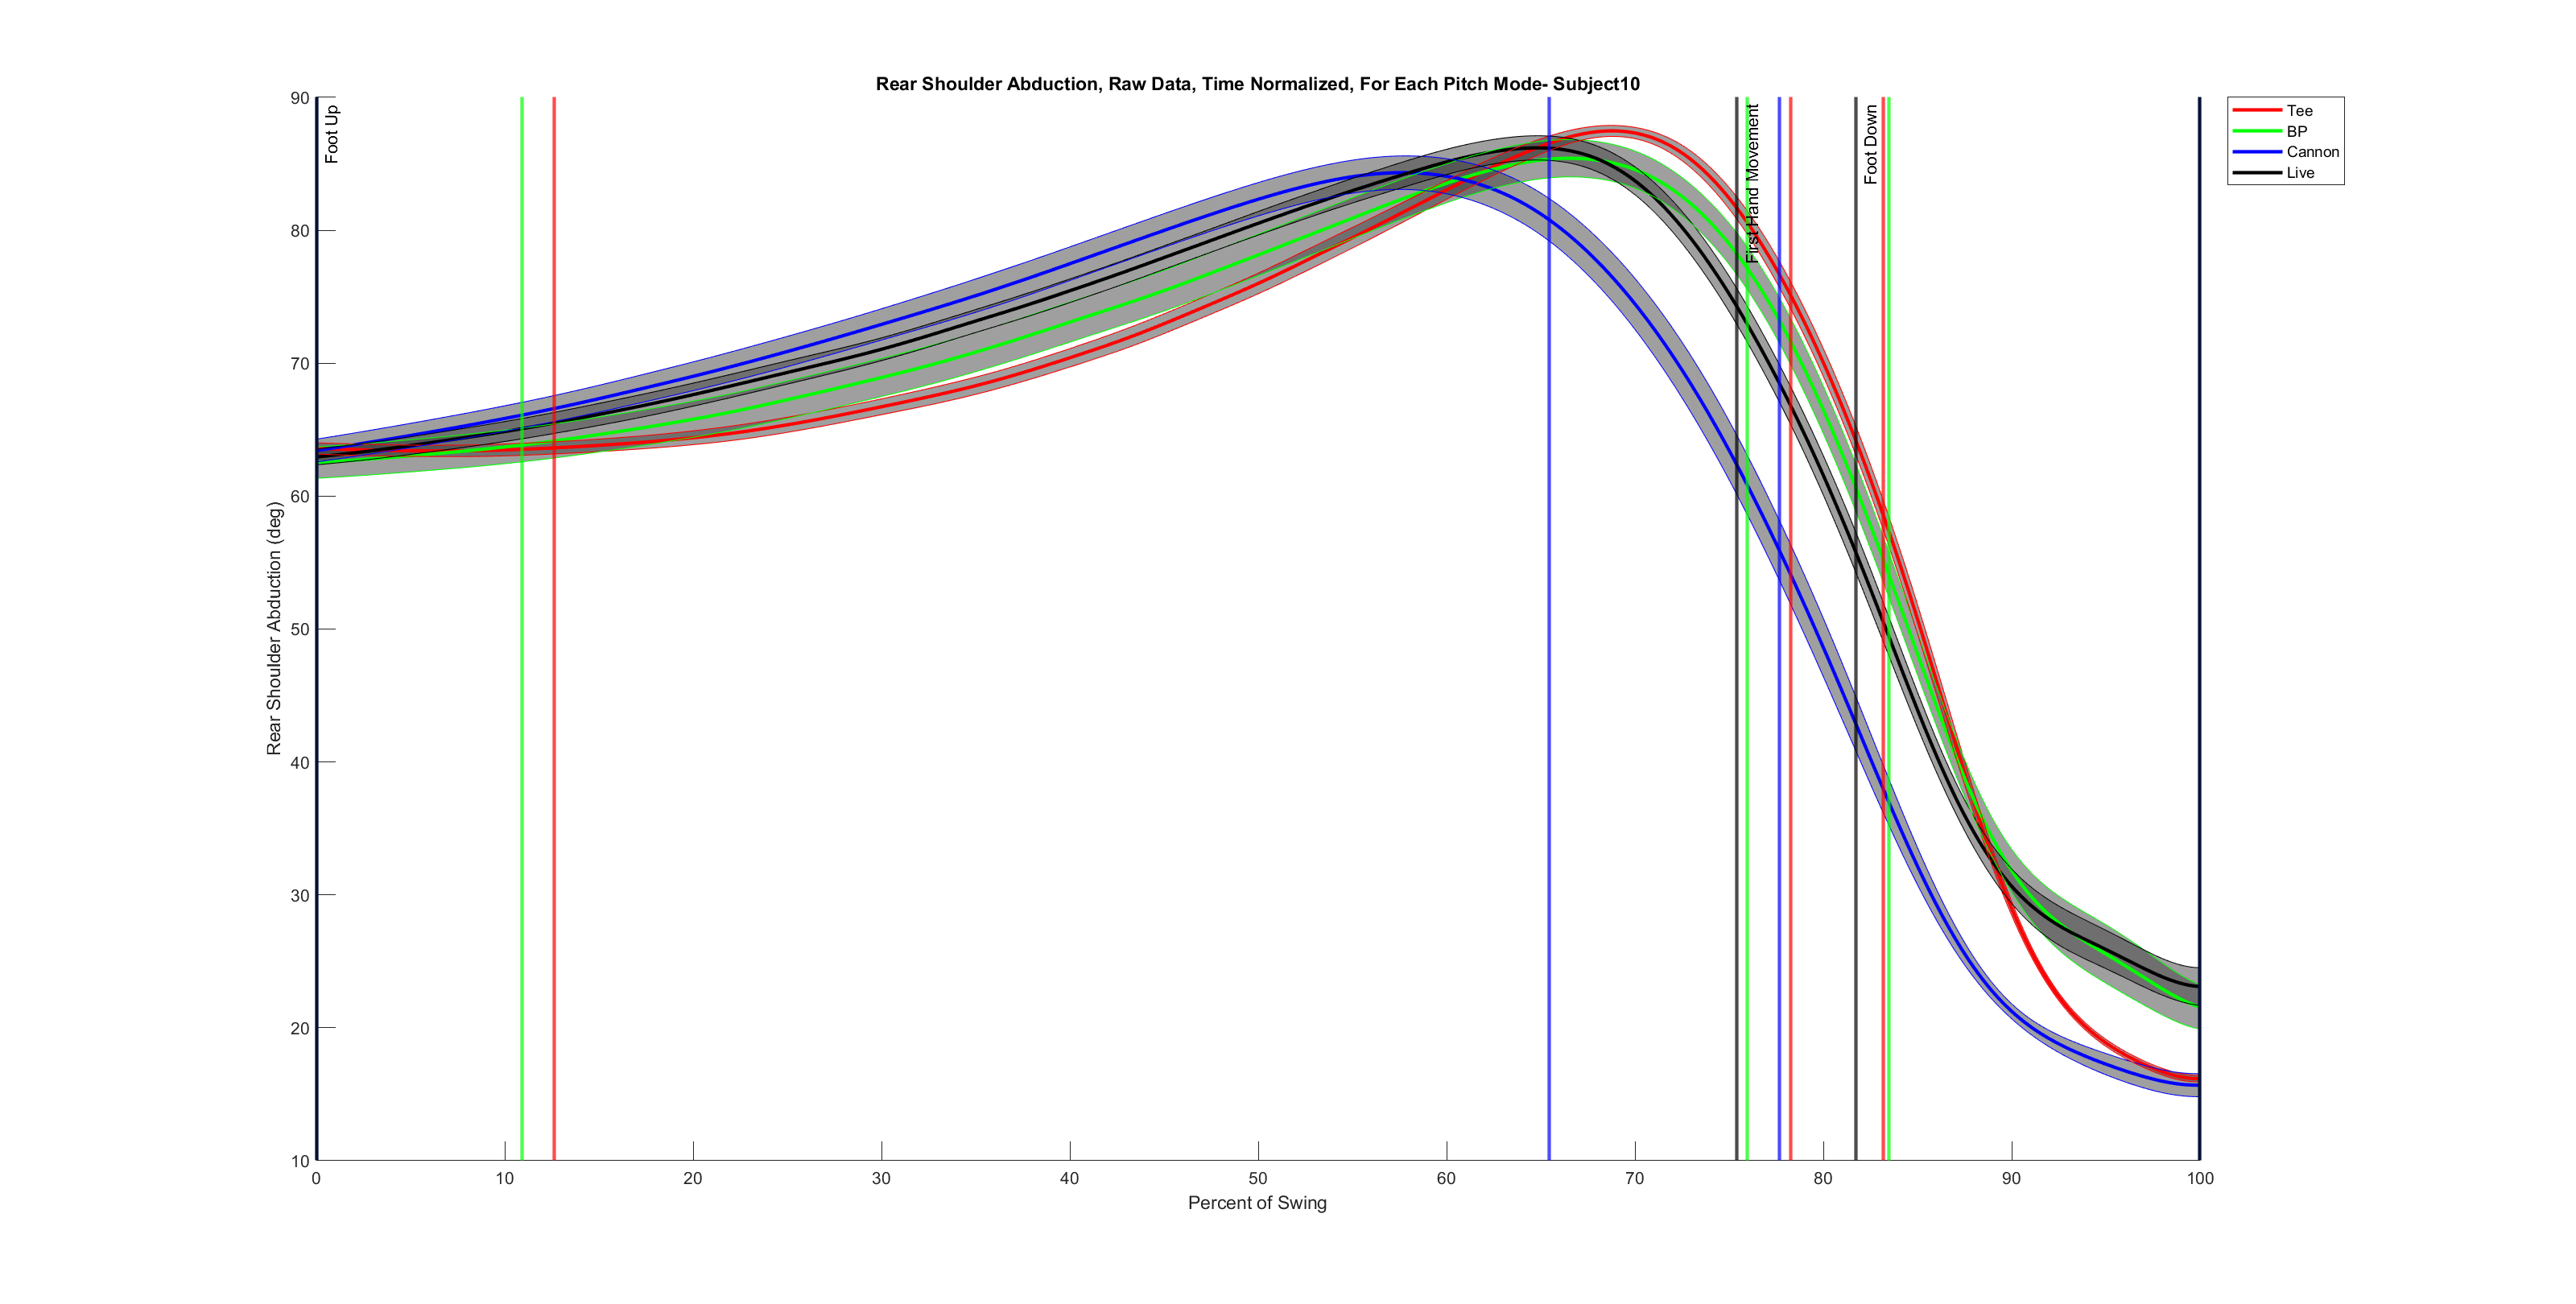 Rear Shoulder Abduction, Raw Data, Time Normalized, For Each Pitch Mode- Subject10
Rear Shoulder Abduction (deg)
90
80
70
60
50
40
30
20
10
Foot Up
First Hand Movement
Foot Down
Tee
BP
Cannon
Live
0 10 20 30 40 50 60 70 80 90 100
Percent of Swing